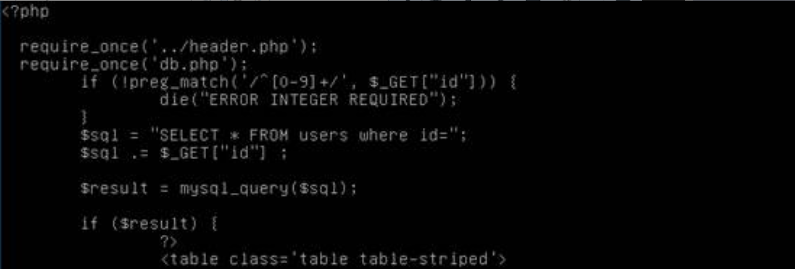 <?php
require_once('../header.php');
require_once('db.php');
if (!preg_match('/^[0-9]+/', $_GET["id"])) {
die("ERROR INTEGER REQUIRED");
}
$sql = "SELECT * FROM users where id=";
$sql .= $_GET["id"] ;
$result = mysql_query($sql);
if ($result) {
?>
<table class='table table-striped'>